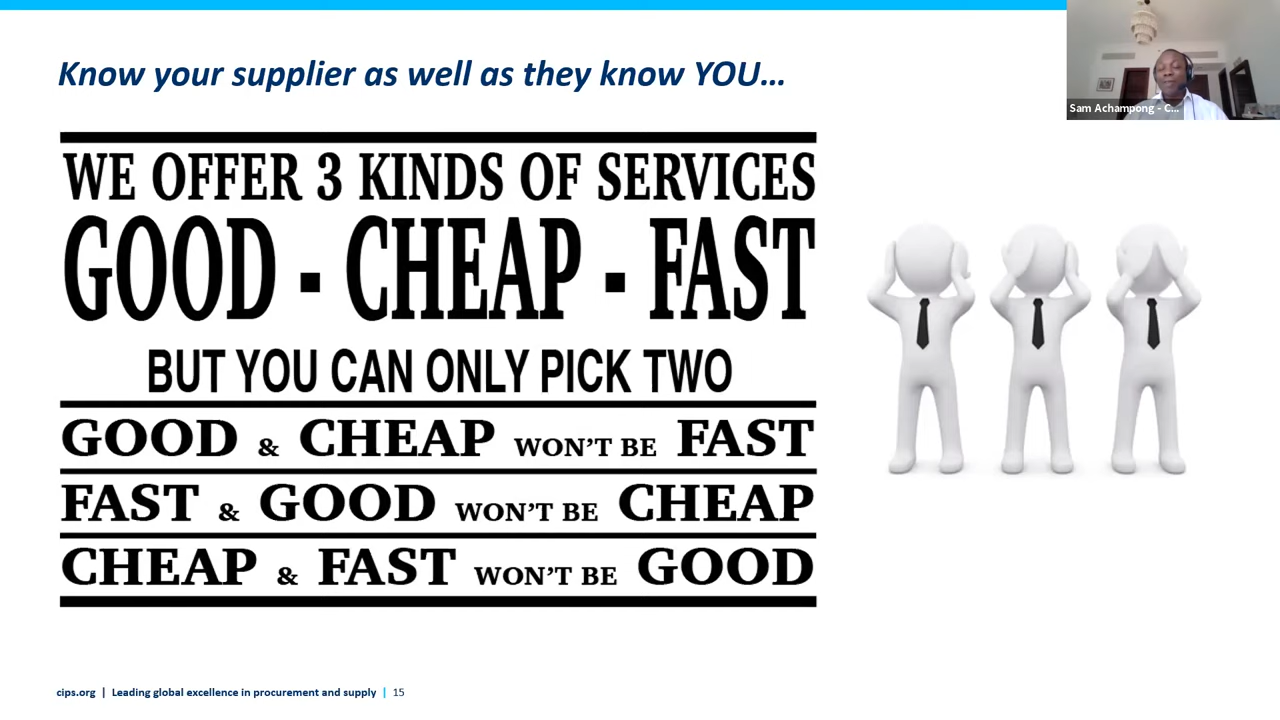 Know your supplier as well as they know YOU...
Sam Achampong - C...
WE OFFER 3 KINDS OF SERVICES
GOOD - CHEAP - FAST
BUT YOU CAN ONLY PICK TWO
GOOD & CHEAP WON'T BE FAST
FAST & GOOD WON'T BE CHEAP
CHEAP & FAST WON'T BE GOOD
cips.org | Leading global excellence in procurement and supply | 15